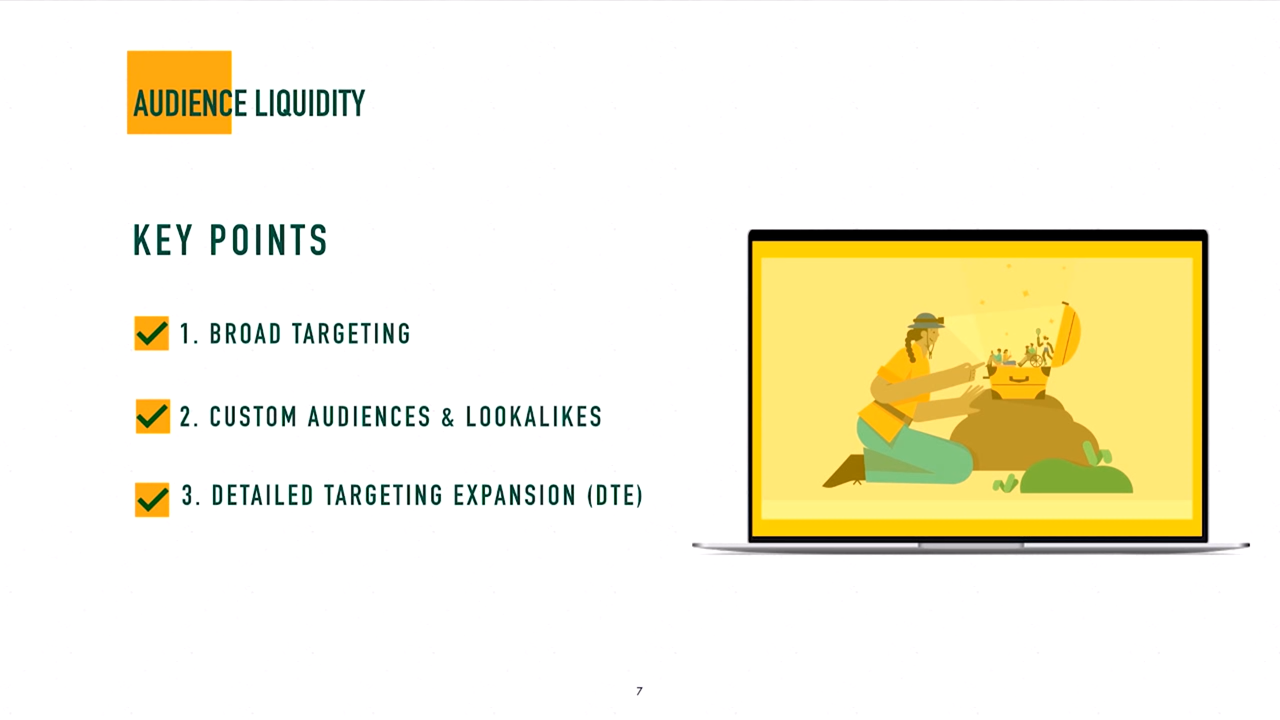 AUDIENCE LIQUIDITY
KEY POINTS
1. BROAD TARGETING
2. CUSTOM AUDIENCES & LOOKALIKES
3. DETAILED TARGETING EXPANSION (DTE)
7